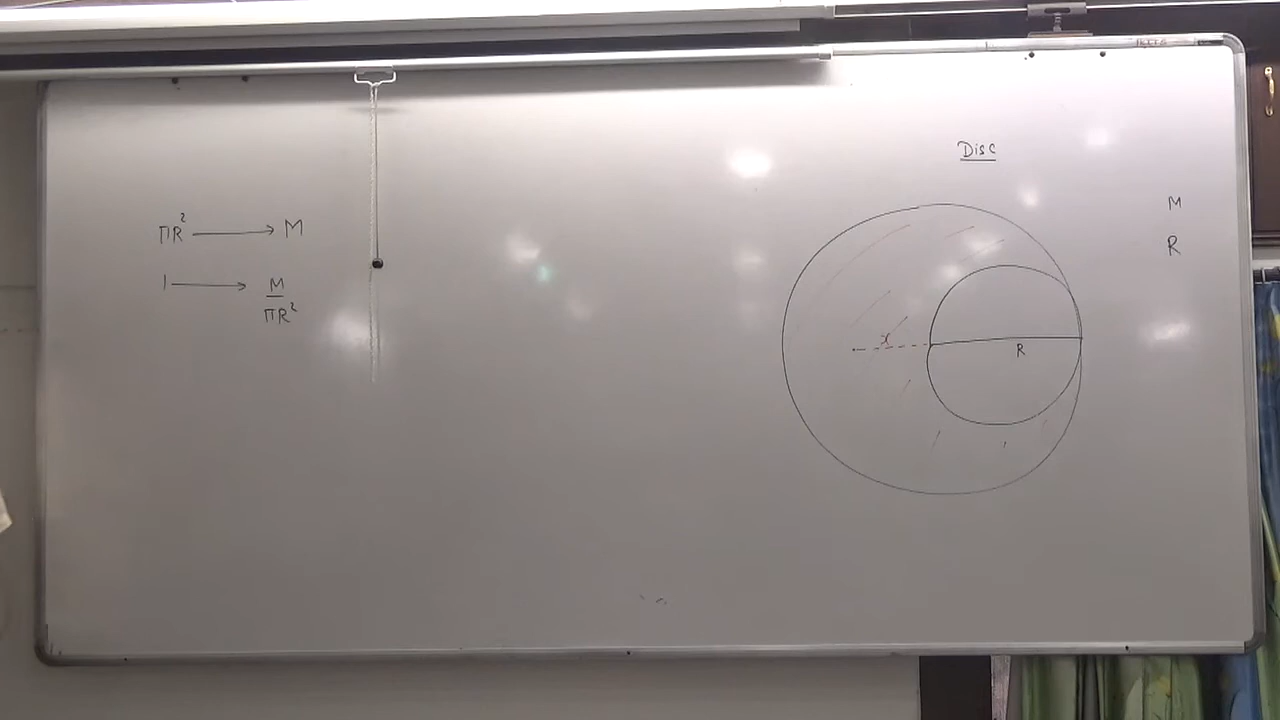 Disc
ΠR² ⟶ M
1 ⟶ M/ΠR²
M
R
x
R